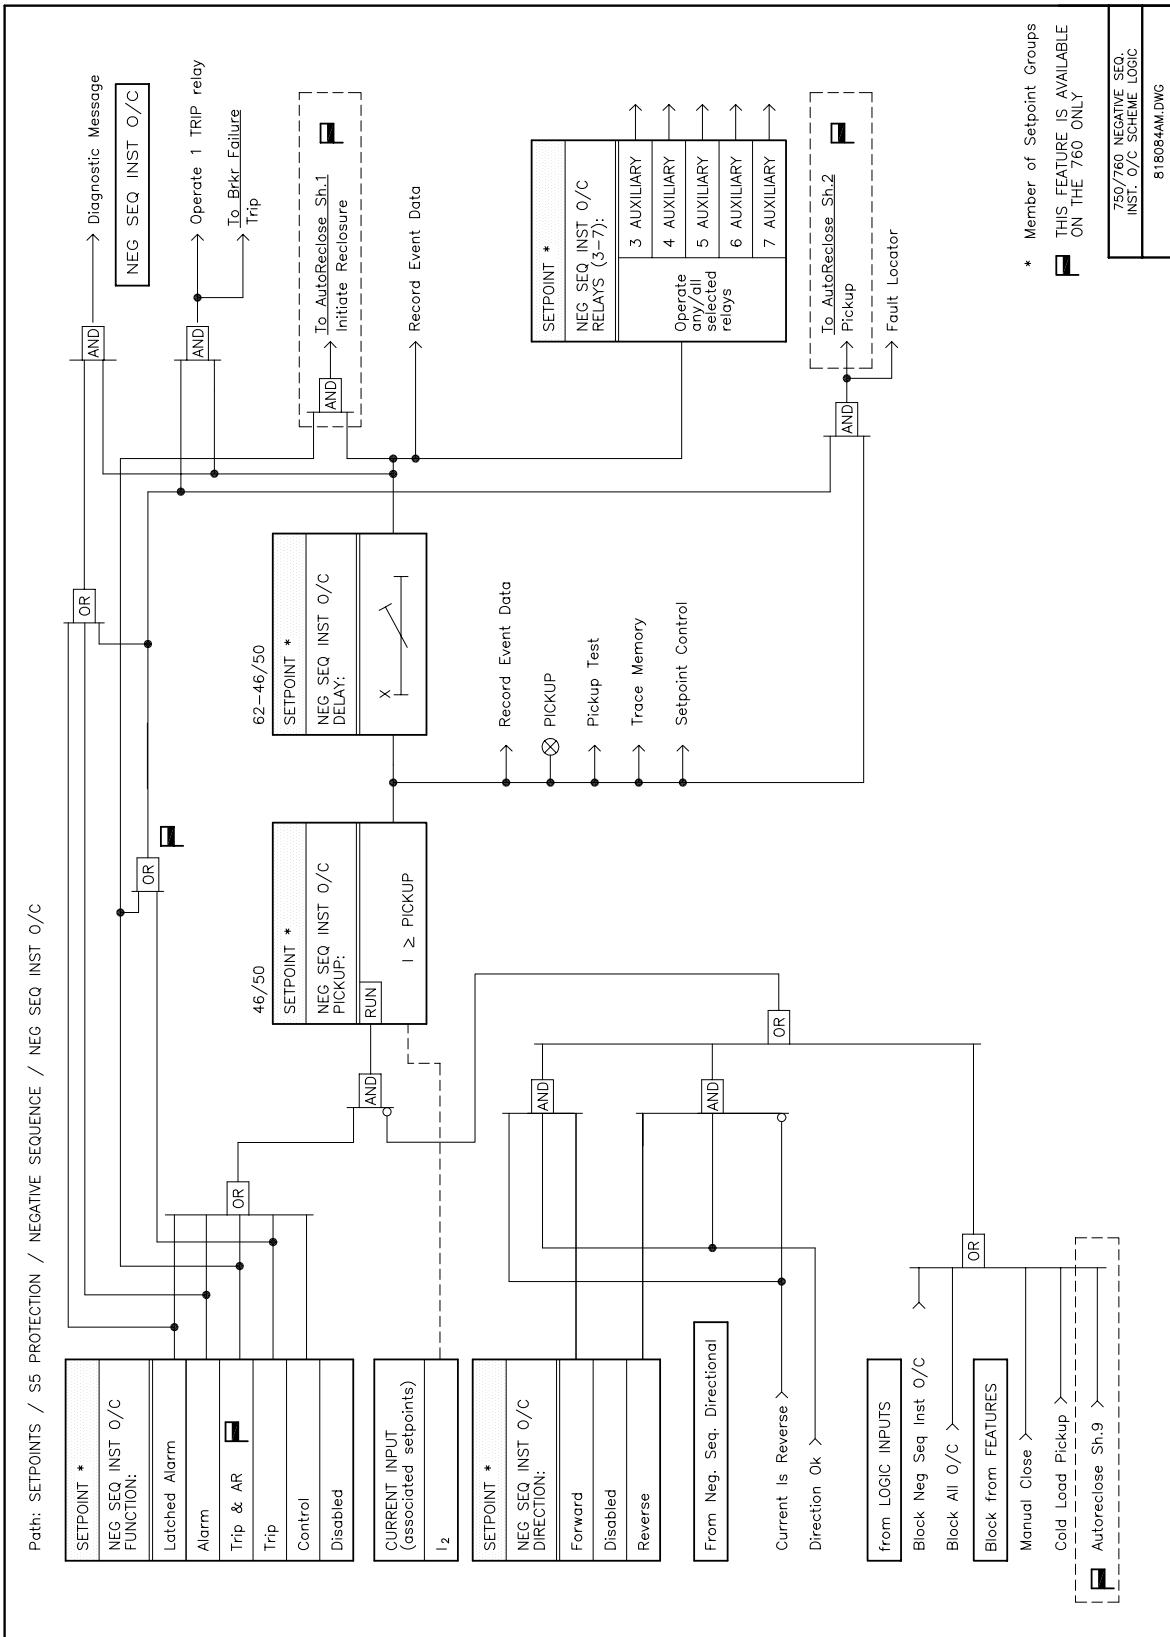 Path: SETPOINTS / S5 PROTECTION / NEGATIVE SEQUENCE / NEG SEQ INST O/C
SETPOINT *
NEG SEQ INST O/C
FUNCTION:
Latched Alarm
Alarm
Trip & AR
Trip
Control
Disabled
CURRENT INPUT
(associated setpoints)
I2
SETPOINT *
NEG SEQ INST O/C
DIRECTION:
Forward
Disabled
Reverse
From Neg. Seq. Directional
Current Is Reverse
Direction Ok
from LOGIC INPUTS
Block Neg Seq Inst O/C
Block All O/C
Block from FEATURES
Manual Close
Cold Load Pickup
Autoreclose Sh.9
OR
AND
AND
AND
OR
OR
46/50
SETPOINT *
NEG SEQ INST O/C
PICKUP:
RUN
I ≥ PICKUP
OR
OR
62-46/50
SETPOINT *
NEG SEQ INST O/C
DELAY:
X
Record Event Data
PICKUP
Pickup Test
Trace Memory
Setpoint Control
AND
AND
AND
AND
Diagnostic Message
NEG SEQ INST O/C
Operate 1 TRIP relay
To Brkr Failure
Trip
To AutoReclose Sh.1
Initiate Reclosure
Record Event Data
SETPOINT *
NEG SEQ INST O/C
RELAYS (3-7):
Operate
any/all
selected
relays
3 AUXILIARY
4 AUXILIARY
5 AUXILIARY
6 AUXILIARY
7 AUXILIARY
To AutoReclose Sh.2
Pickup
Fault Locator
* Member of Setpoint Groups
THIS FEATURE IS AVAILABLE
ON THE 760 ONLY
750/760 NEGATIVE SEQ.
INST. O/C SCHEME LOGIC
818084AM.DWG